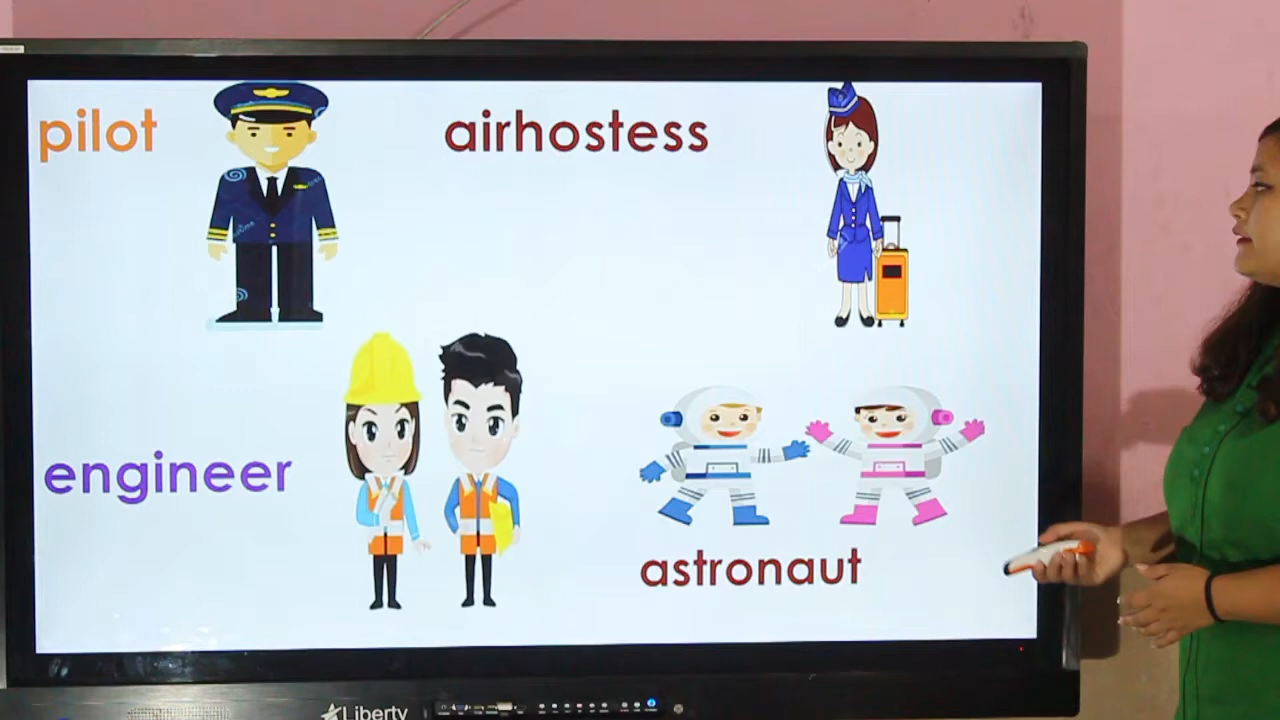 pilot
airhostess
engineer
astronaut
Liberty